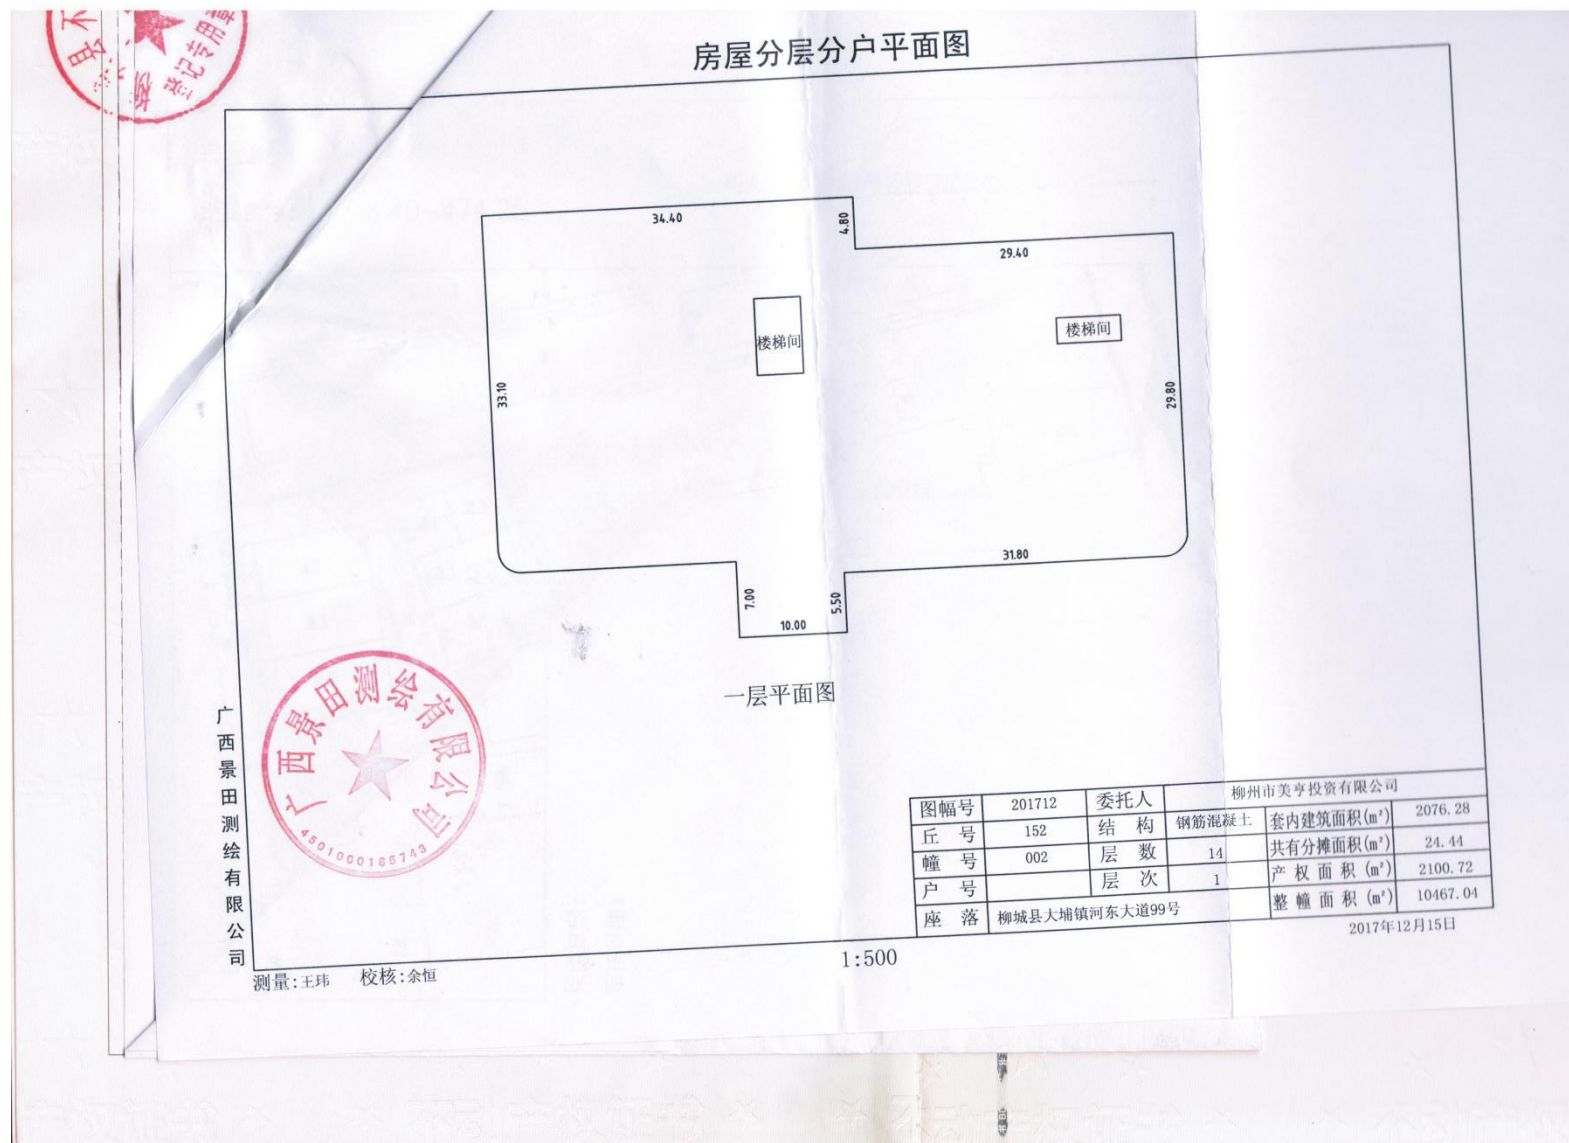 登记专用章
房屋分层分户平面图
34.40
4.80
29.40
楼梯间
楼梯间
33.10
29.80
31.80
7.00
5.50
10.00
一层平面图
广西景田测绘有限公司
广西景田测绘有限公司
4501000185743
图幅号 201712 委托人 柳州市美亨投资有限公司
丘 号 152 结 构 钢筋混凝土 套内建筑面积(m²) 2076.28
幢 号 002 层 数 14 共有分摊面积(m²) 24.44
户 号 层 次 1 产 权 面 积 (m²) 2100.72
座 落 柳城县大埔镇河东大道99号 整 幢 面 积 (m²) 10467.04
2017年12月15日
测量:王玮 校核:余恒
1:500